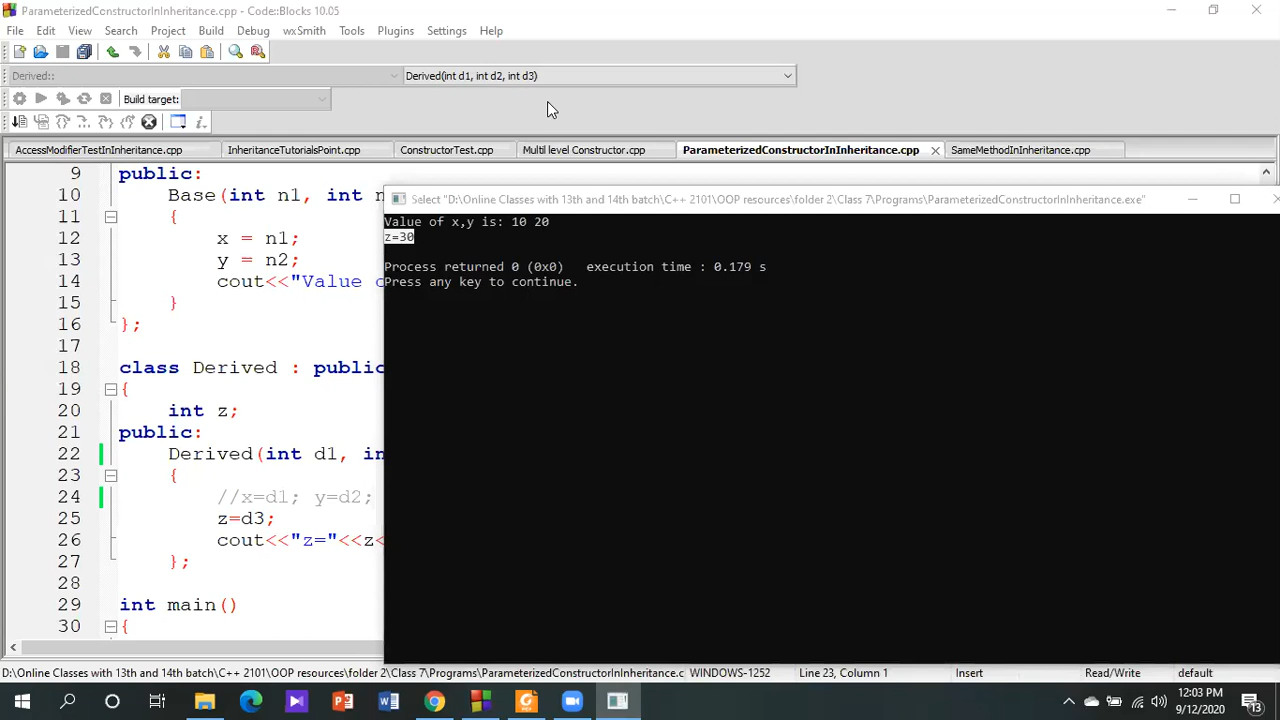 ParameterizedConstructorInInheritance.cpp - Code::Blocks 10.05
File Edit View Search Project Build Debug wxSmith Tools Plugins Settings Help
Derived:: Derived(int d1, int d2, int d3)
Build target:
AccessModifierTestInInheritance.cpp InheritanceTutorialsPoint.cpp ConstructorTest.cpp Multil level Constructor.cpp ParameterizedConstructorInInheritance.cpp SameMethodInInheritance.cpp
9 public:
10 Base(int n1, int n
11 {
12 x = n1;
13 y = n2;
14 cout<<"Value
15 }
16 };
17
18 class Derived : public
19 {
20 int z;
21 public:
22 Derived(int d1, in
23 {
24 //x=d1; y=d2;
25 z=d3;
26 cout<<"z="<<z<
27 };
28
29 int main()
30 {
Select "D:\Online Classes with 13th and 14th batch\C++ 2101\OOP resources\folder 2\Class 7\Programs\ParameterizedConstructorInInheritance.exe"
Value of x,y is: 10 20
z=30
Process returned 0 (0x0) execution time : 0.179 s
Press any key to continue.
D:\Online Classes with 13th and 14th batch\C++ 2101\OOP resources\folder 2\Class 7\Programs\ParameterizedConstructorInInheritance.c WINDOWS-1252 Line 23, Column 1 Insert Read/Write default
12:03 PM
9/12/2020
13